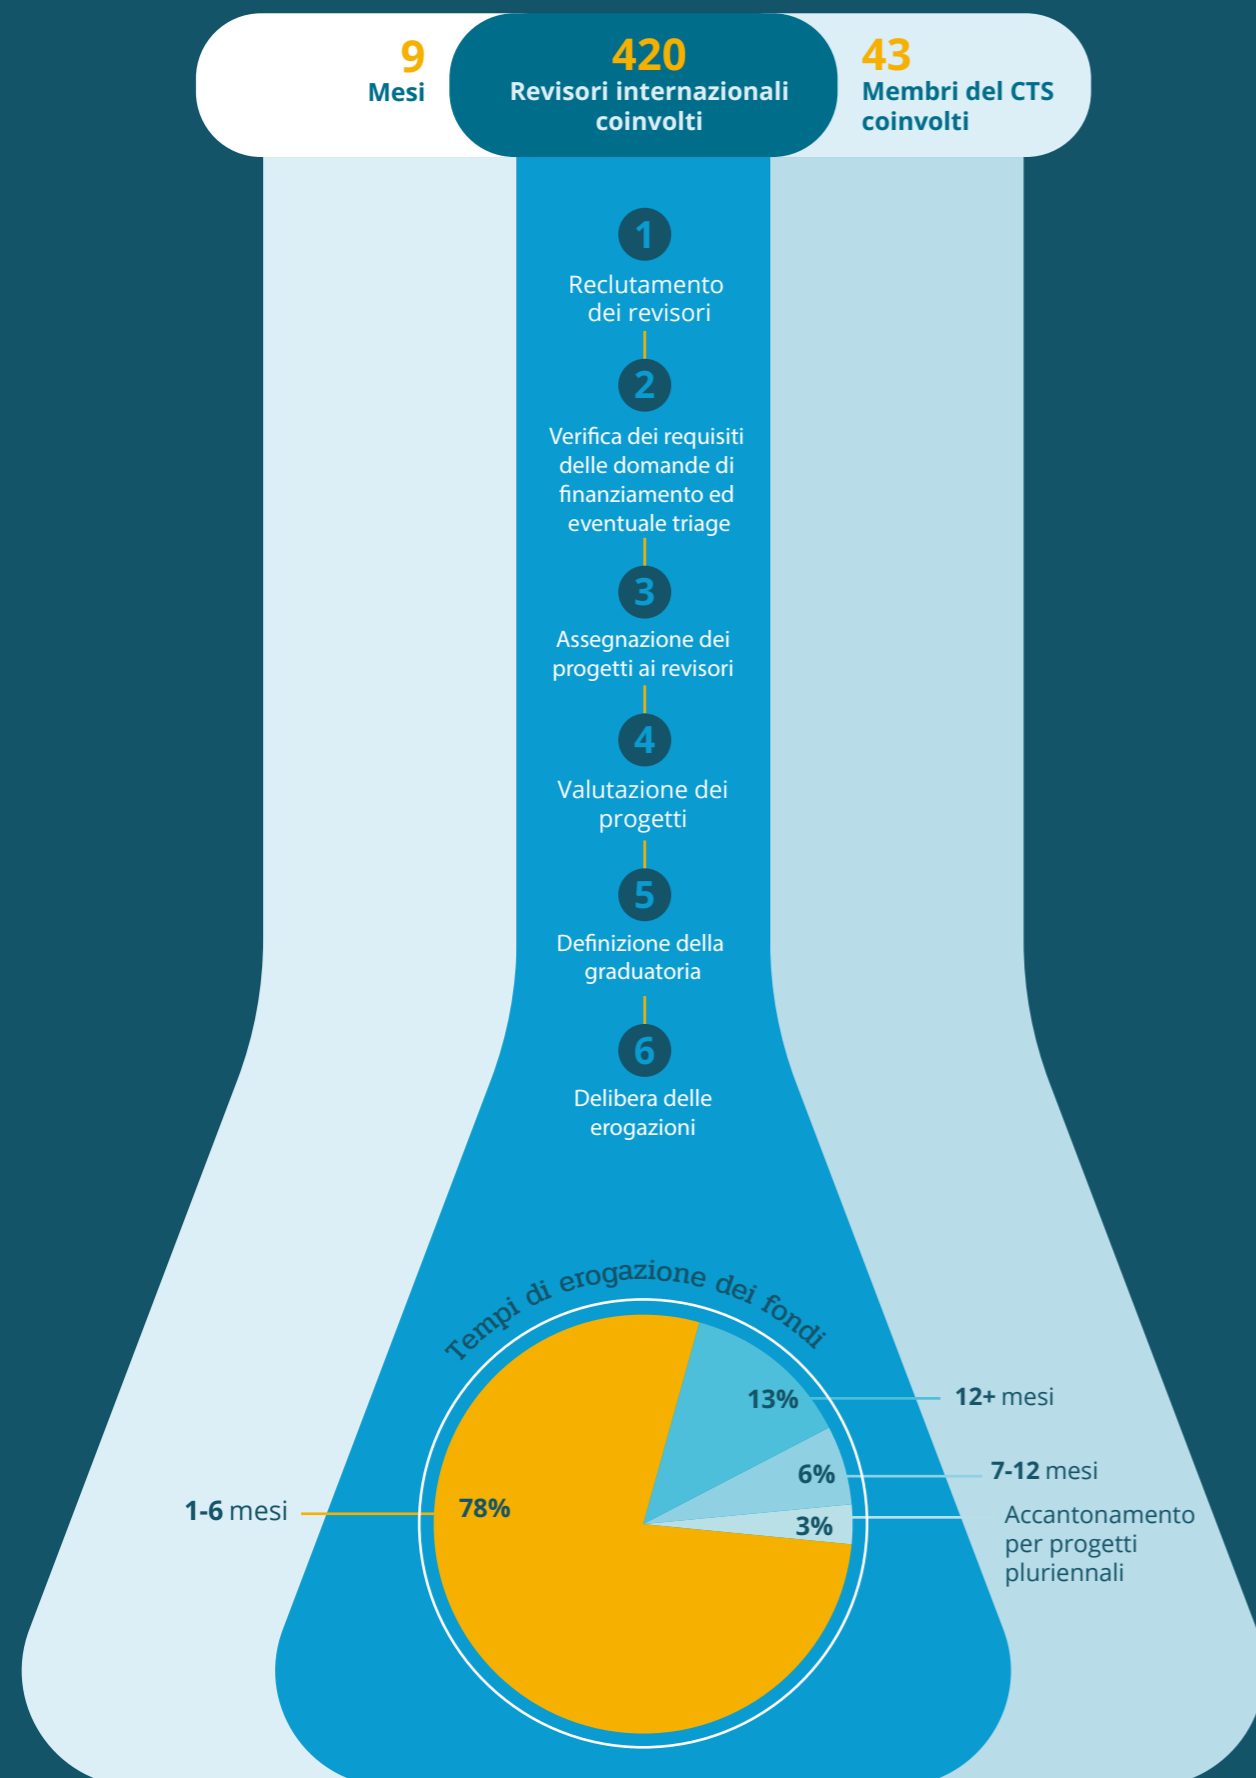 9
Mesi
420
Revisori internazionali
coinvolti
43
Membri del CTS
coinvolti
1
Reclutamento
dei revisori
2
Verifica dei requisiti
delle domande di
finanziamento ed
eventuale triage
3
Assegnazione dei
progetti ai revisori
4
Valutazione dei
progetti
5
Definizione della
graduatoria
6
Delibera delle
erogazioni
Tempi di erogazione dei fondi
13%
12+ mesi
6%
7-12 mesi
1-6 mesi
78%
3%
Accantonamento
per progetti
pluriennali